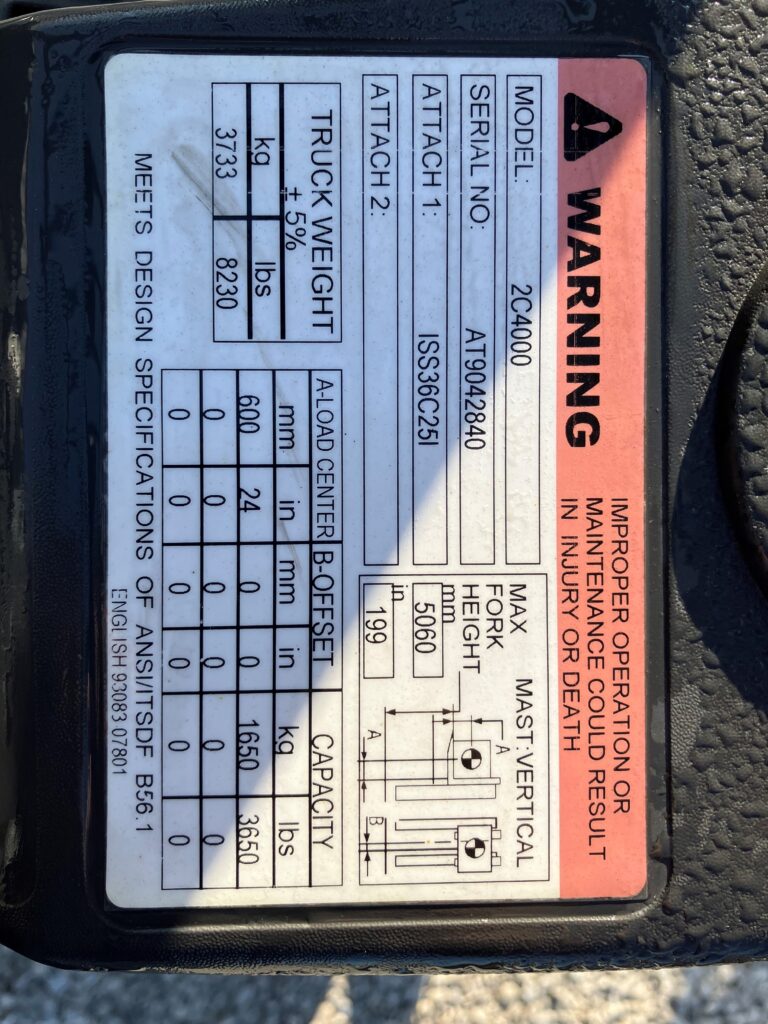 WARNING
IMPROPER OPERATION OR
MAINTENANCE COULD RESULT
IN INJURY OR DEATH
MODEL: 2C4000
SERIAL NO: AT9042840
ATTACH 1: ISS36C25I
ATTACH 2:
MAX
FORK
HEIGHT
mm
5060
in
199
MAST:VERTICAL
A
A
B
TRUCK WEIGHT
± 5%
kg lbs
3733 8230
A-LOAD CENTER B-OFFSET CAPACITY
mm in mm in kg lbs
600 24 0 0 1650 3650
0 0 0 0 0 0
0 0 0 0 0 0
MEETS DESIGN SPECIFICATIONS OF ANSI/ITSDF B56.1
ENGLISH 93083 07801